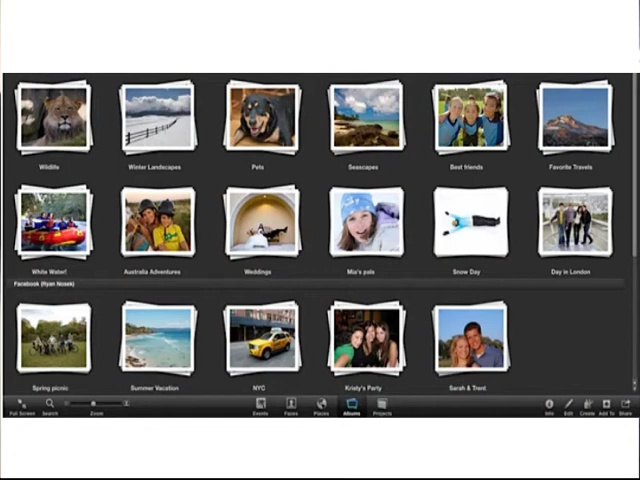 Wildlife
Winter Landscapes
Pets
Seascapes
Best friends
Favorite Travels
White Water!
Australia Adventures
Weddings
Mia's pals
Snow Day
Day in London
Facebook (Ryan Nosek)
Spring picnic
Summer Vacation
NYC
Kristy's Party
Sarah & Trent
Full Screen
Search
Zoom
Events
Faces
Places
Albums
Projects
Info
Edit
Create
Add To
Share